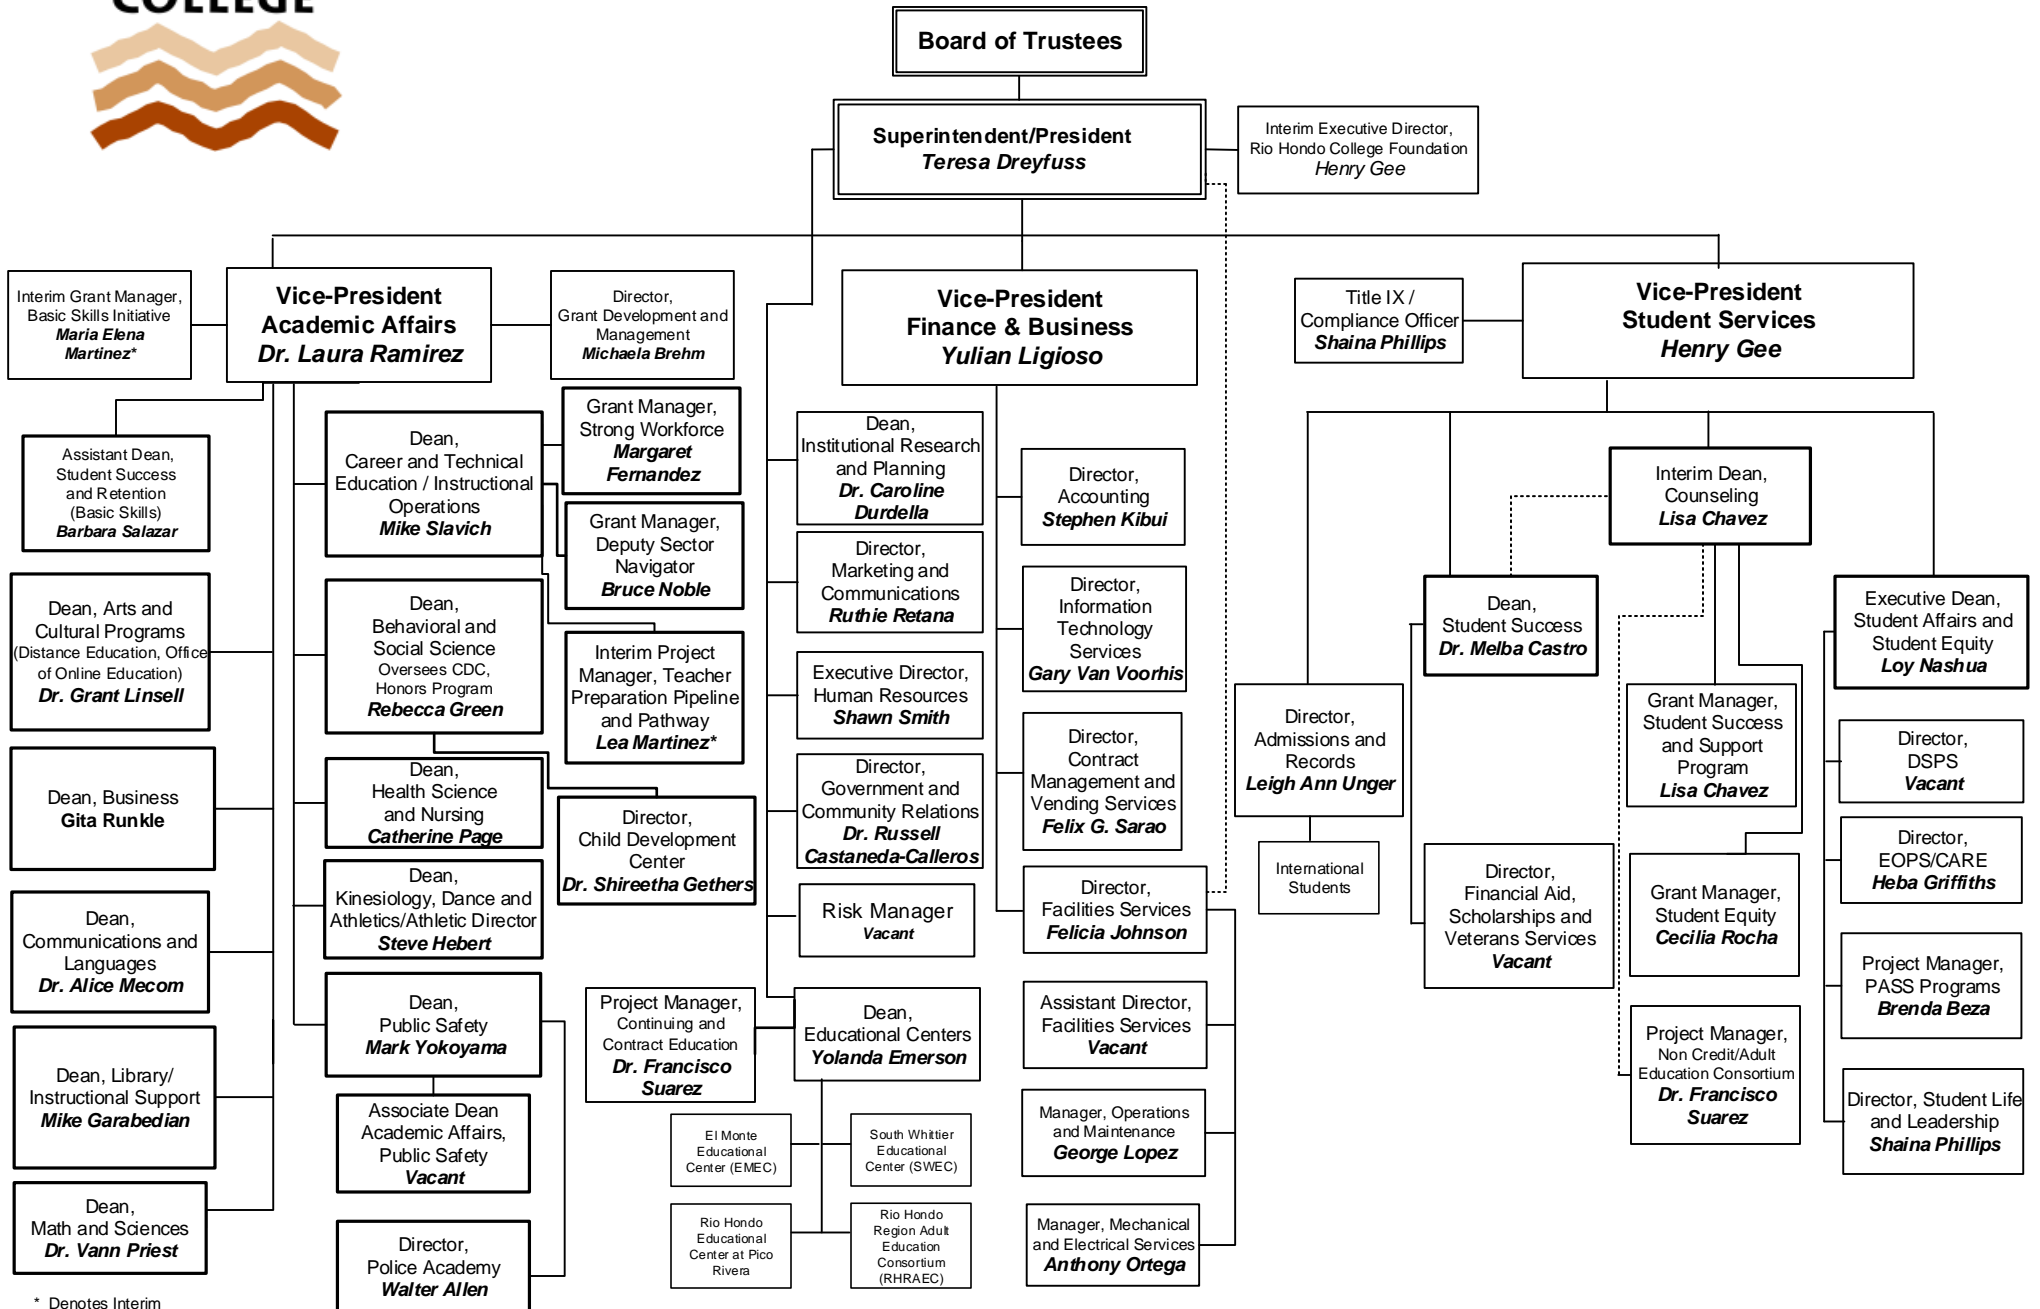 COLLEGE
Board of Trustees
Superintendent/President
Teresa Dreyfuss
Interim Executive Director,
Rio Hondo College Foundation
Henry Gee
Interim Grant Manager,
Basic Skills Initiative
Maria Elena
Martinez*
Vice-President
Academic Affairs
Dr. Laura Ramirez
Director,
Grant Development and
Management
Michaela Brehm
Vice-President
Finance & Business
Yulian Ligioso
Title IX /
Compliance Officer
Shaina Phillips
Vice-President
Student Services
Henry Gee
Assistant Dean,
Student Success
and Retention
(Basic Skills)
Barbara Salazar
Dean, Arts and
Cultural Programs
(Distance Education, Office
of Online Education)
Dr. Grant Linsell
Dean, Business
Gita Runkle
Dean,
Communications and
Languages
Dr. Alice Mecom
Dean, Library/
Instructional Support
Mike Garabedian
Dean,
Math and Sciences
Dr. Vann Priest
Dean,
Career and Technical
Education / Instructional
Operations
Mike Slavich
Dean,
Behavioral and
Social Science
Oversees CDC,
Honors Program
Rebecca Green
Dean,
Health Science
and Nursing
Catherine Page
Dean,
Kinesiology, Dance and
Athletics/Athletic Director
Steve Hebert
Dean,
Public Safety
Mark Yokoyama
Associate Dean
Academic Affairs,
Public Safety
Vacant
Director,
Police Academy
Walter Allen
Grant Manager,
Strong Workforce
Margaret
Fernandez
Grant Manager,
Deputy Sector
Navigator
Bruce Noble
Interim Project
Manager, Teacher
Preparation Pipeline
and Pathway
Lea Martinez*
Director,
Child Development
Center
Dr. Shireetha Gethers
Dean,
Institutional Research
and Planning
Dr. Caroline
Durdella
Director,
Marketing and
Communications
Ruthie Retana
Executive Director,
Human Resources
Shawn Smith
Director,
Government and
Community Relations
Dr. Russell
Castaneda-Calleros
Risk Manager
Vacant
Project Manager,
Continuing and
Contract Education
Dr. Francisco
Suarez
Dean,
Educational Centers
Yolanda Emerson
El Monte
Educational
Center (EMEC)
South Whittier
Educational
Center (SWEC)
Rio Hondo
Educational
Center at Pico
Rivera
Rio Hondo
Region Adult
Education
Consortium
(RHRAEC)
Director,
Accounting
Stephen Kibui
Director,
Information
Technology
Services
Gary Van Voorhis
Director,
Contract
Management and
Vending Services
Felix G. Sarao
Director,
Facilities Services
Felicia Johnson
Assistant Director,
Facilities Services
Vacant
Manager, Operations
and Maintenance
George Lopez
Manager, Mechanical
and Electrical Services
Anthony Ortega
Director,
Admissions and
Records
Leigh Ann Unger
International
Students
Dean,
Student Success
Dr. Melba Castro
Director,
Financial Aid,
Scholarships and
Veterans Services
Vacant
Interim Dean,
Counseling
Lisa Chavez
Grant Manager,
Student Success
and Support
Program
Lisa Chavez
Grant Manager,
Student Equity
Cecilia Rocha
Project Manager,
Non Credit/Adult
Education Consortium
Dr. Francisco
Suarez
Executive Dean,
Student Affairs and
Student Equity
Loy Nashua
Director,
DSPS
Vacant
Director,
EOPS/CARE
Heba Griffiths
Project Manager,
PASS Programs
Brenda Beza
Director, Student Life
and Leadership
Shaina Phillips
* Denotes Interim